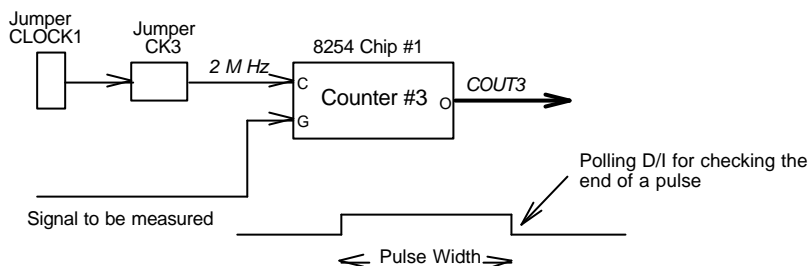 Jumper
CLOCK1
Jumper
CK3
2 M Hz
8254 Chip #1
C
Counter #3
O
G
COUT3
Polling D/I for checking the
end of a pulse
Signal to be measured
Pulse Width